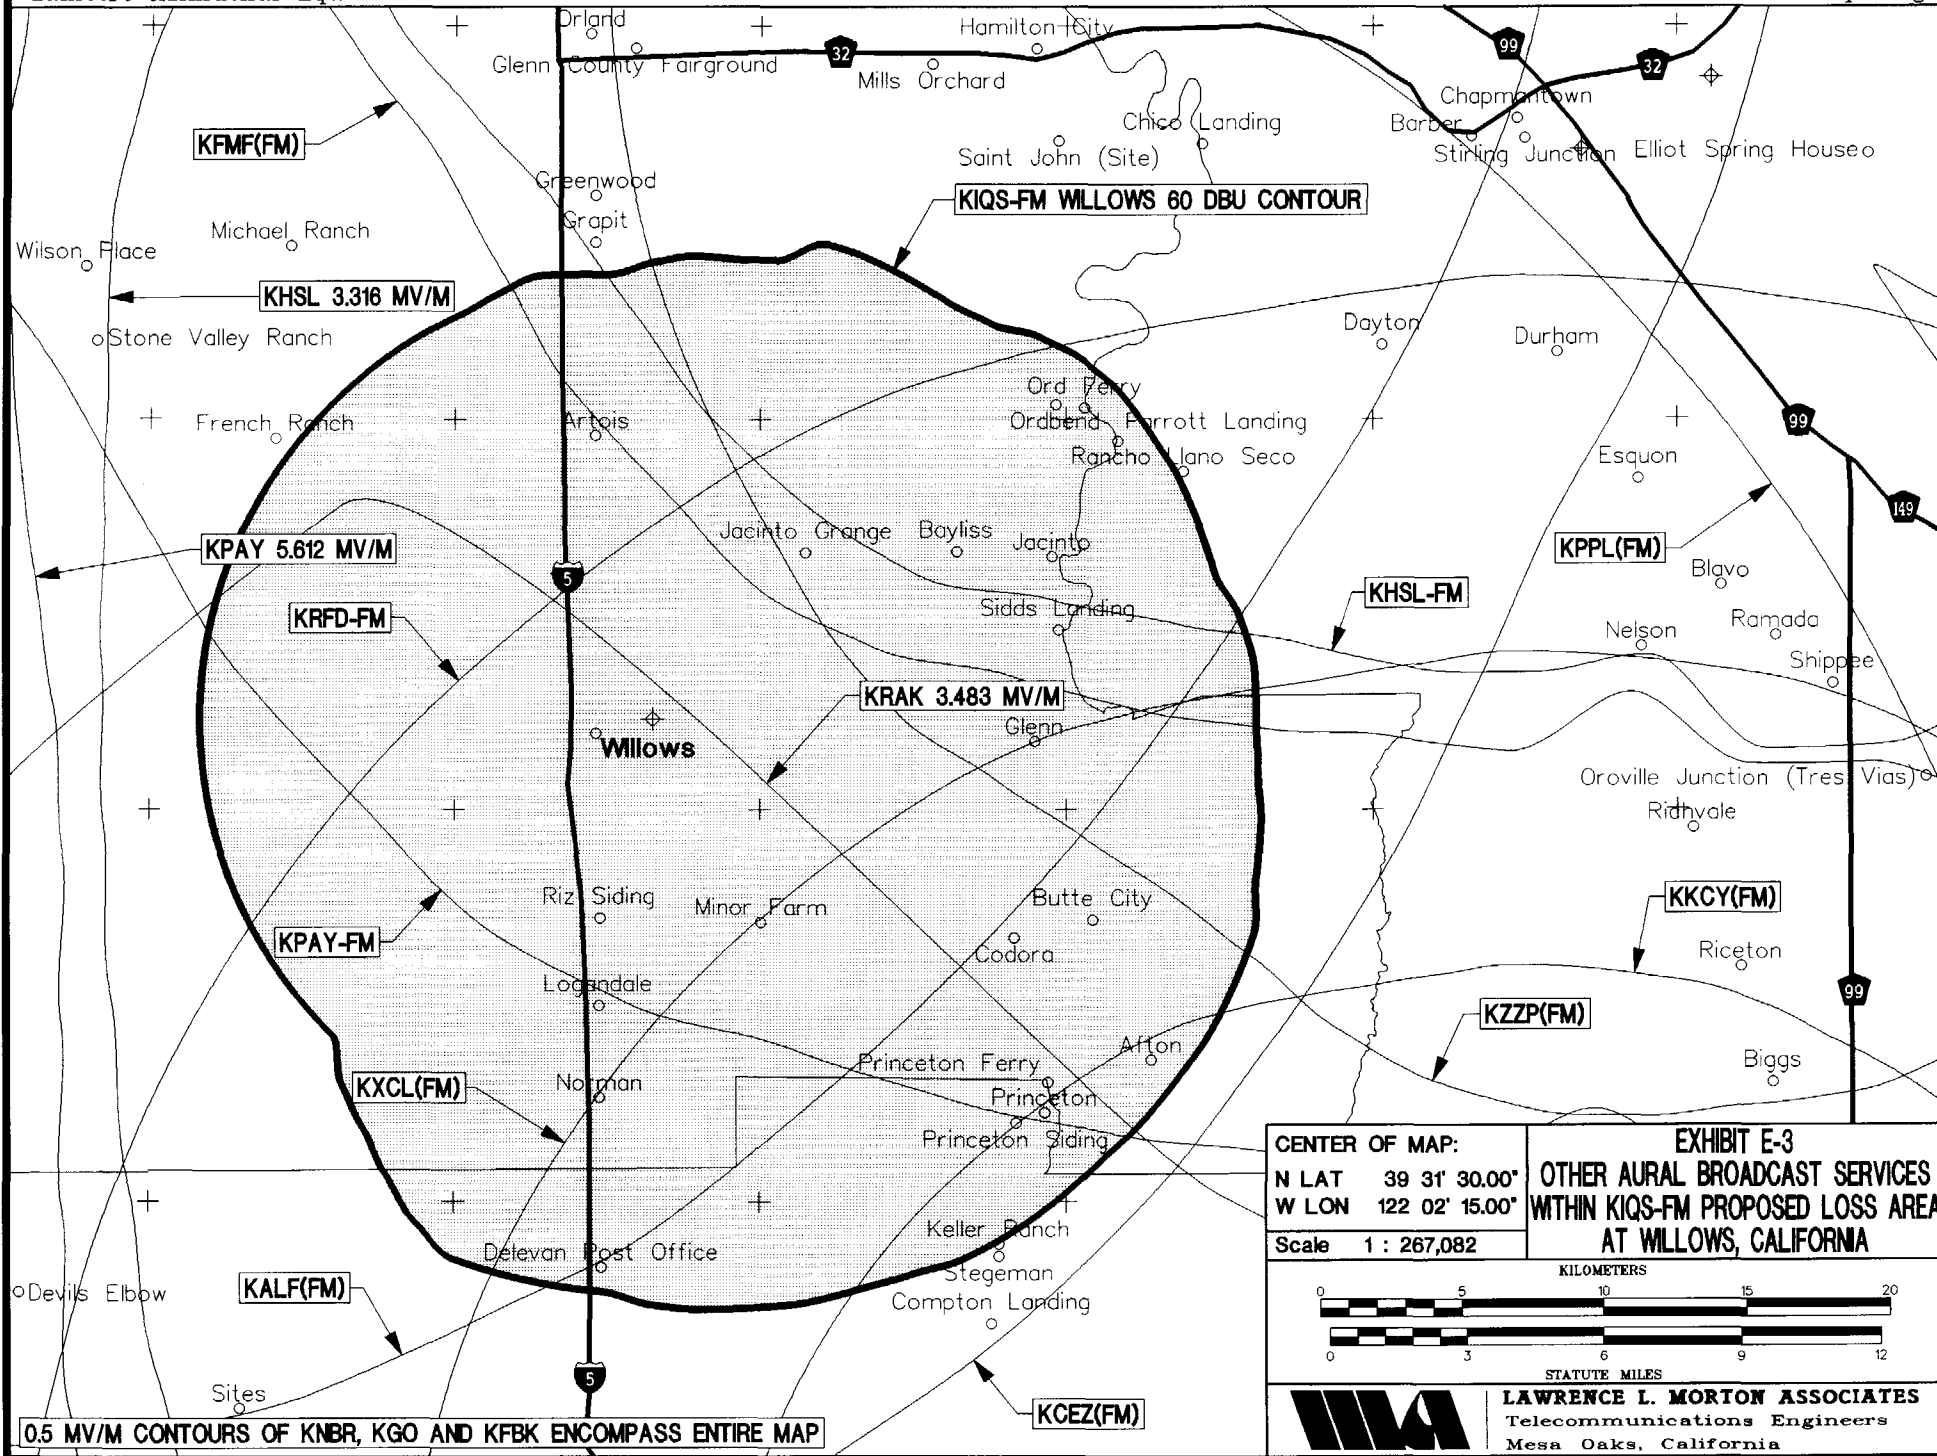 Orland
Hamilton City
Glenn County Fairground
32
Mills Orchard
99
32
Chapmantown
Barber
Stirling Junction
Elliot Spring House
KFMF(FM)
Chico Landing
Saint John (Site)
Greenwood
KIQS-FM WILLOWS 60 DBU CONTOUR
Grapit
Michael Ranch
Wilson Place
KHSL 3.316 MV/M
Stone Valley Ranch
Dayton
Durham
Ord Ferry
French Ranch
Artois
Ordbend
Parrott Landing
99
Rancho Llano Seco
Esquon
149
Jacinto Grange
Bayliss
Jacinto
KPAY 5.612 MV/M
KPPL(FM)
5
Blavo
KHSL-FM
KRFD-FM
Sidds Landing
Nelson
Ramada
Shippee
KRAK 3.483 MV/M
Glenn
Willows
Oroville Junction (Tres Vias)
Ridhvale
Riz Siding
Minor Farm
Butte City
KKCY(FM)
KPAY-FM
Codora
Riceton
Logandale
99
KZZP(FM)
Afton
Princeton Ferry
Biggs
KXCL(FM)
Norman
Princeton
Princeton Siding
CENTER OF MAP:
N LAT 39 31' 30.00"
W LON 122 02' 15.00"
Scale 1 : 267,082
EXHIBIT E-3
OTHER AURAL BROADCAST SERVICES
WITHIN KIQS-FM PROPOSED LOSS AREA
AT WILLOWS, CALIFORNIA
Keller Ranch
Delevan Post Office
Stegeman
Devils Elbow
KALF(FM)
Compton Landing
KILOMETERS
0 5 10 15 20
0 3 6 9 12
STATUTE MILES
5
Sites
KCEZ(FM)
LAWRENCE L. MORTON ASSOCIATES
Telecommunications Engineers
Mesa Oaks, California
0.5 MV/M CONTOURS OF KNBR, KGO AND KFBK ENCOMPASS ENTIRE MAP